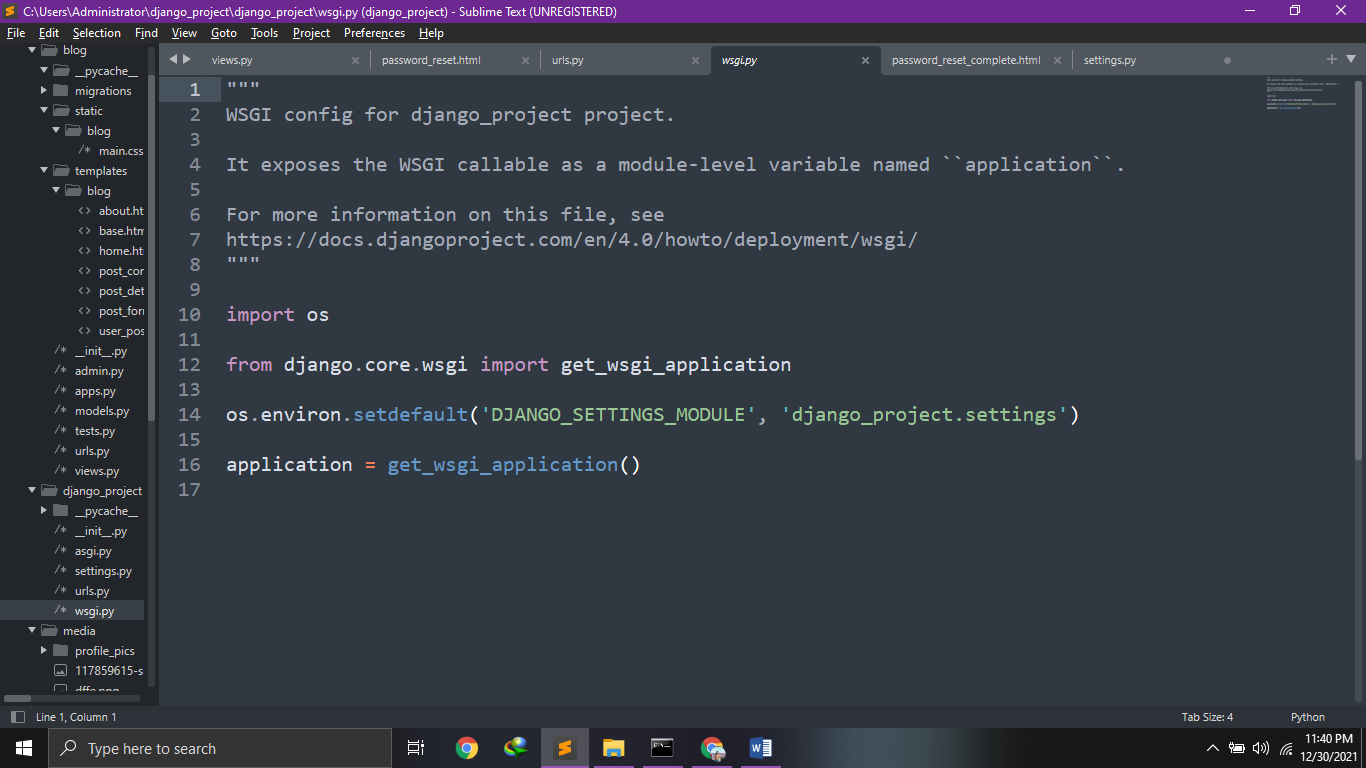 C:\Users\Administrator\django_project\django_project\wsgi.py (django_project) - Sublime Text (UNREGISTERED)
File Edit Selection Find View Goto Tools Project Preferences Help
blog
__pycache__
migrations
static
blog
/* main.css
templates
blog
<> about.ht
<> base.htm
<> home.ht
<> post_cor
<> post_det
<> post_for
<> user_pos
/* __init__.py
/* admin.py
/* apps.py
/* models.py
/* tests.py
/* urls.py
/* views.py
django_project
__pycache__
/* __init__.py
/* asgi.py
/* settings.py
/* urls.py
/* wsgi.py
media
profile_pics
117859615-s
dffe.png
views.py password_reset.html urls.py wsgi.py password_reset_complete.html settings.py
1 """
2 WSGI config for django_project project.
3
4 It exposes the WSGI callable as a module-level variable named ``application``.
5
6 For more information on this file, see
7 https://docs.djangoproject.com/en/4.0/howto/deployment/wsgi/
8 """
9
10 import os
11
12 from django.core.wsgi import get_wsgi_application
13
14 os.environ.setdefault('DJANGO_SETTINGS_MODULE', 'django_project.settings')
15
16 application = get_wsgi_application()
17
Line 1, Column 1 Tab Size: 4 Python
Type here to search
11:40 PM
12/30/2021